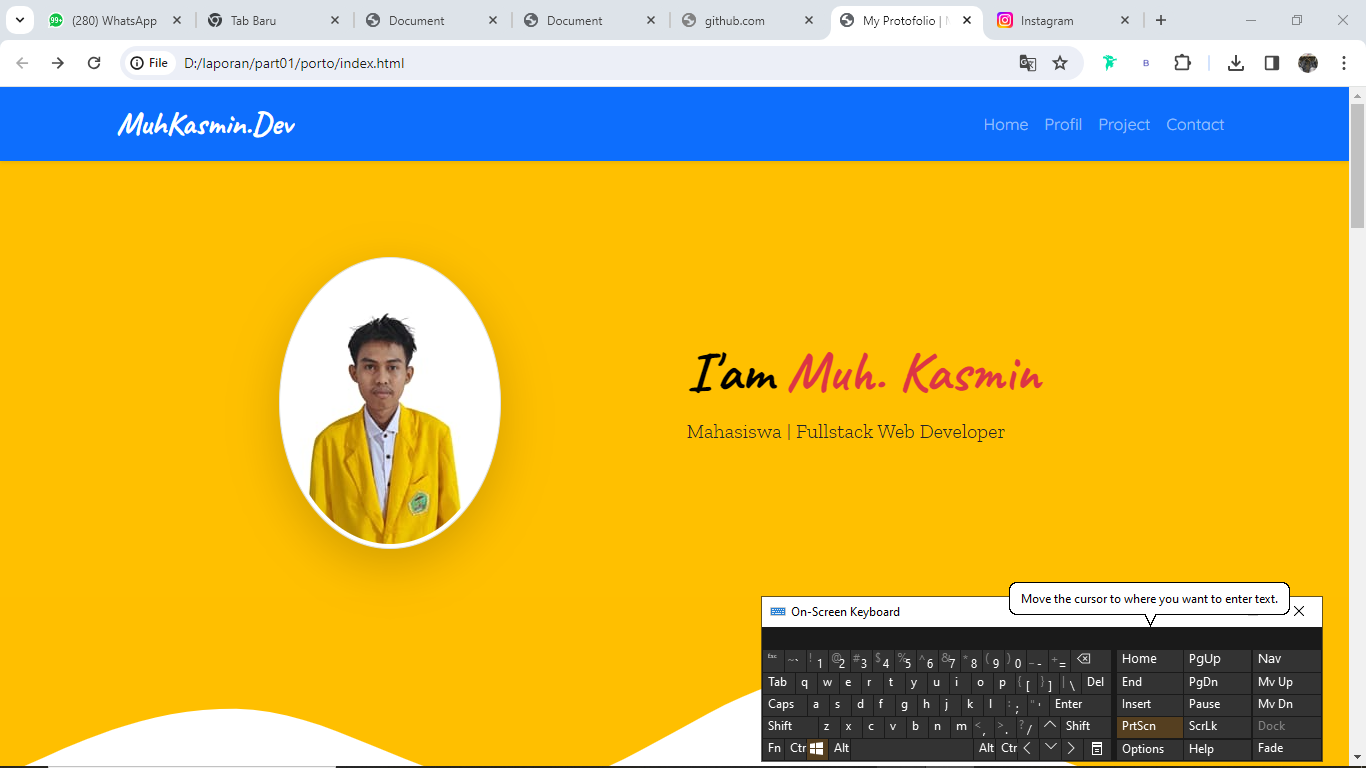 (280) WhatsApp
Tab Baru
Document
Document
github.com
My Protofolio |
Instagram
File D:/laporan/part01/porto/index.html
MuhKasmin.Dev
Home Profil Project Contact
I'am Muh. Kasmin
Mahasiswa | Fullstack Web Developer
Move the cursor to where you want to enter text.
On-Screen Keyboard
Esc ~ ` ! 1 @ 2 # 3 $ 4 % 5 ^ 6 & 7 * 8 ( 9 ) 0 _ - + = Home PgUp Nav
Tab q w e r t y u i o p { [ } ] | \ Del End PgDn Mv Up
Caps a s d f g h j k l : ; " ' Enter Insert Pause Mv Dn
Shift z x c v b n m < , > . ? / Shift PrtScn ScrLk Dock
Fn Ctr Alt Alt Ctr Options Help Fade